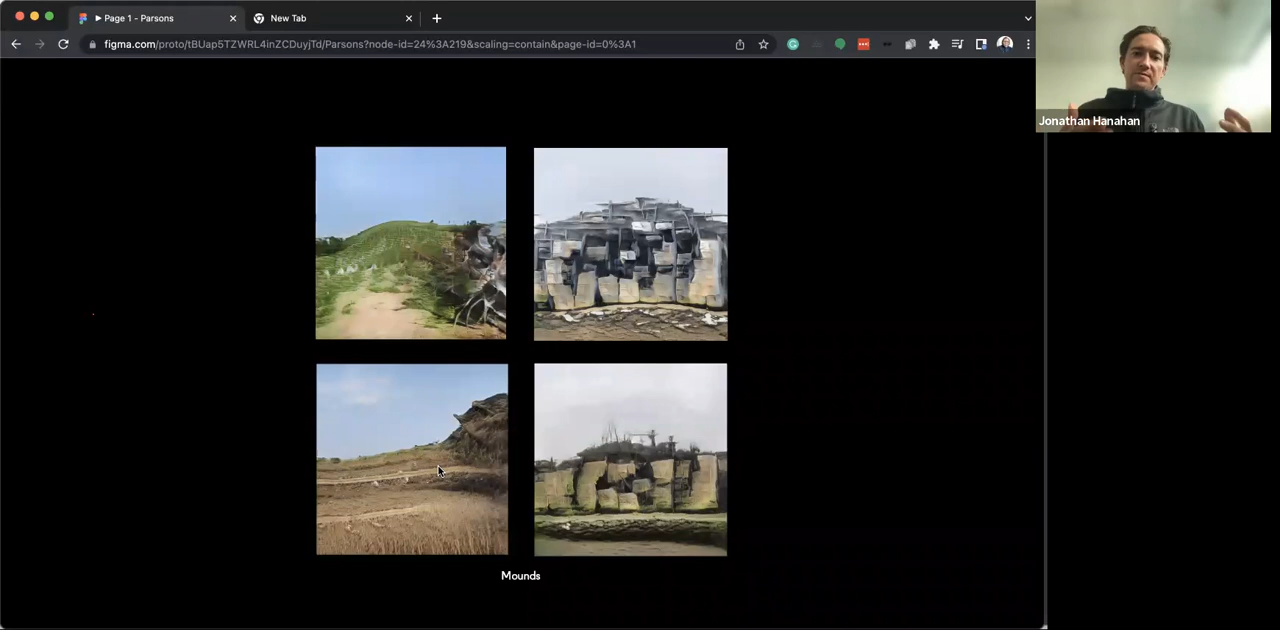 Page 1 - Parsons
New Tab
figma.com/proto/tBUap5TZWRL4inZCDuyjTd/Parsons?node-id=24%3A219&scaling=contain&page-id=0%3A1
Jonathan Hanahan
Mounds